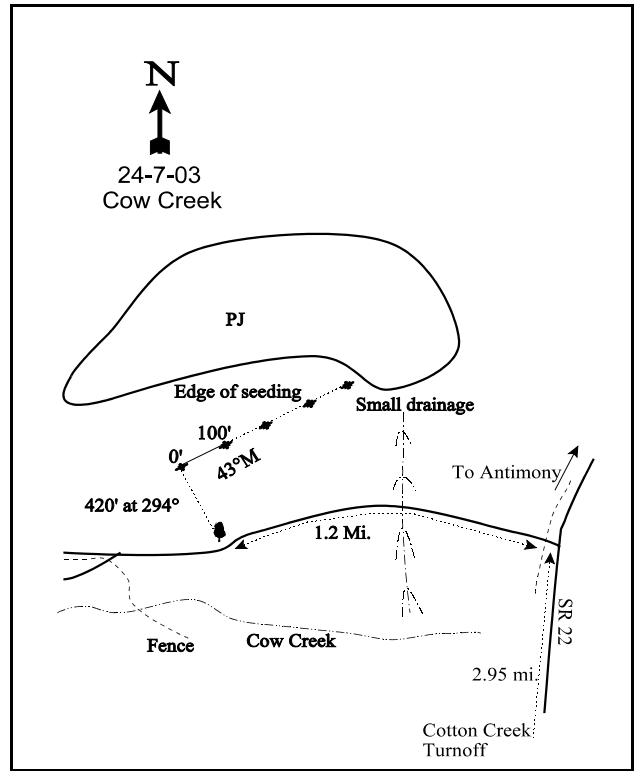 N
24-7-03
Cow Creek
PJ
Edge of seeding
Small drainage
100'
0'
43°M
To Antimony
420' at 294°
1.2 Mi.
SR 22
Fence
Cow Creek
2.95 mi.
Cotton Creek
Turnoff